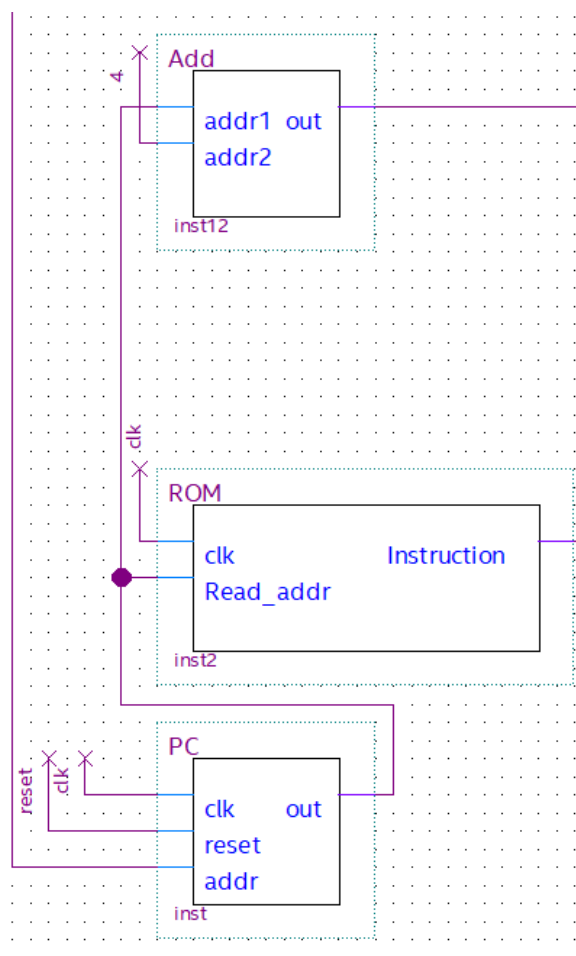 Add
4
addr1 out
addr2
inst12
clk
ROM
clk Instruction
Read_addr
inst2
PC
reset
clk
clk out
reset
addr
inst